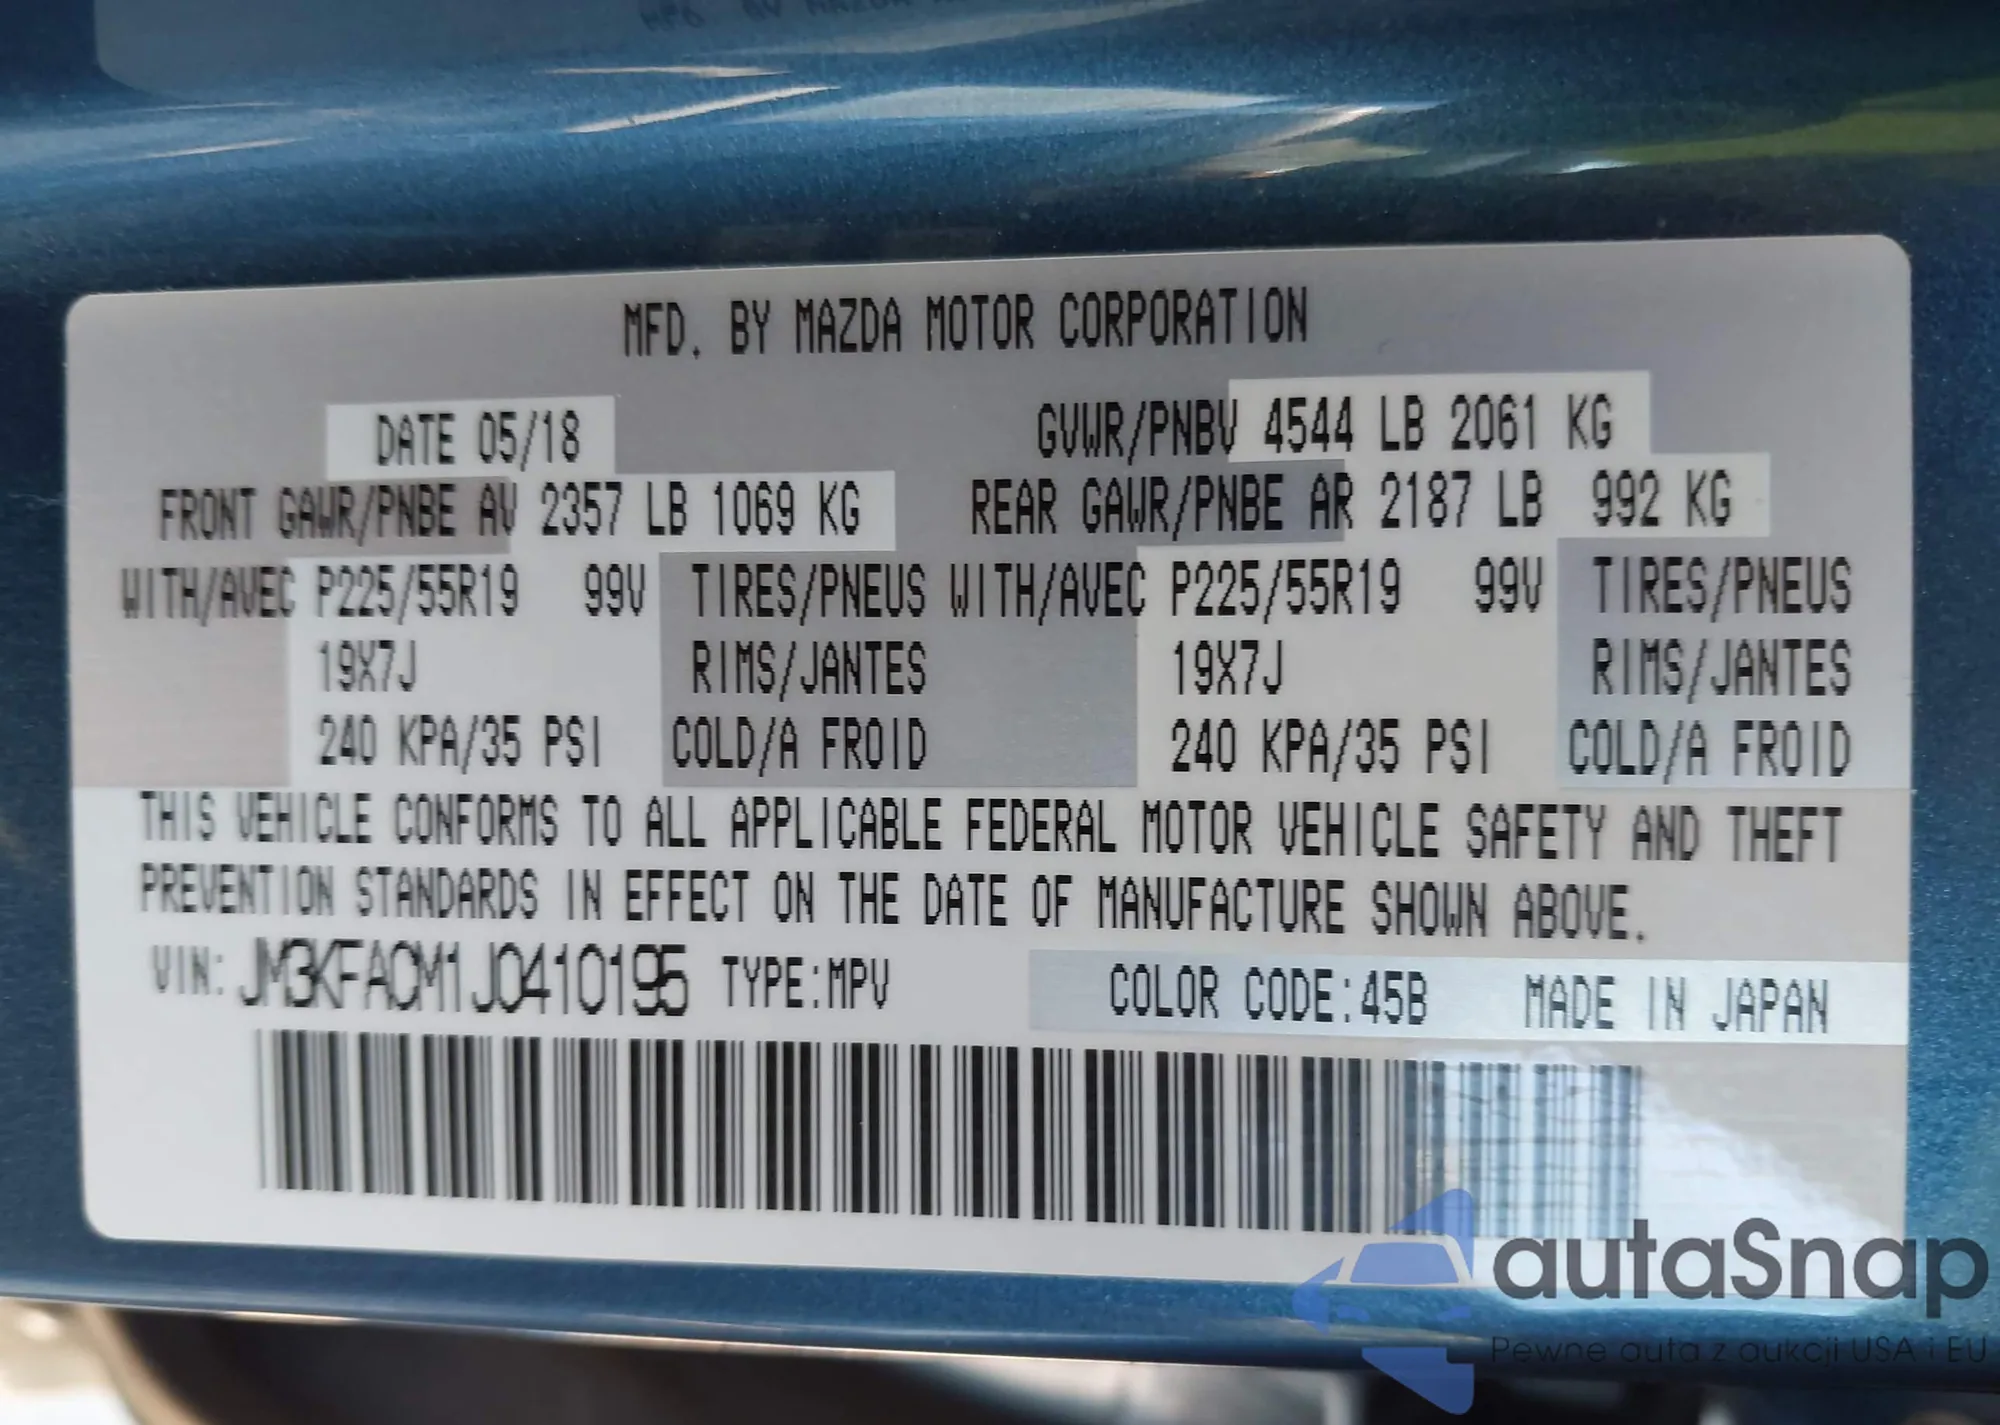 MFD. BY MAZDA MOTOR CORPORATION
DATE 05/18 GVWR/PNBV 4544 LB 2061 KG
FRONT GAWR/PNBE AV 2357 LB 1069 KG REAR GAWR/PNBE AR 2187 LB 992 KG
WITH/AVEC P225/55R19 99V TIRES/PNEUS WITH/AVEC P225/55R19 99V TIRES/PNEUS
19X7J RIMS/JANTES 19X7J RIMS/JANTES
240 KPA/35 PSI COLD/A FROID 240 KPA/35 PSI COLD/A FROID
THIS VEHICLE CONFORMS TO ALL APPLICABLE FEDERAL MOTOR VEHICLE SAFETY AND THEFT
PREVENTION STANDARDS IN EFFECT ON THE DATE OF MANUFACTURE SHOWN ABOVE.
VIN: JM3KFACM1J0410195 TYPE:MPV COLOR CODE:45B MADE IN JAPAN
autaSnap
Pewne auta z aukcji USA i EU